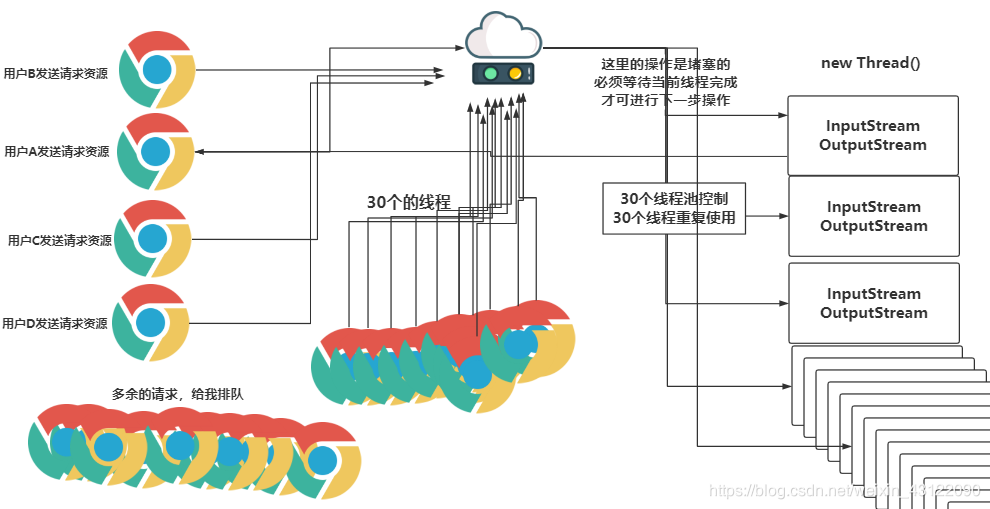 用户B发送请求资源
用户A发送请求资源
用户C发送请求资源
用户D发送请求资源
多余的请求，给我排队
30个的线程
这里的操作是堵塞的
必须等待当前线程完成
才可进行下一步操作
30个线程池控制
30个线程重复使用
new Thread()
InputStream
OutputStream
InputStream
OutputStream
InputStream
OutputStream
https://blog.csdn.net/weixin_43122090